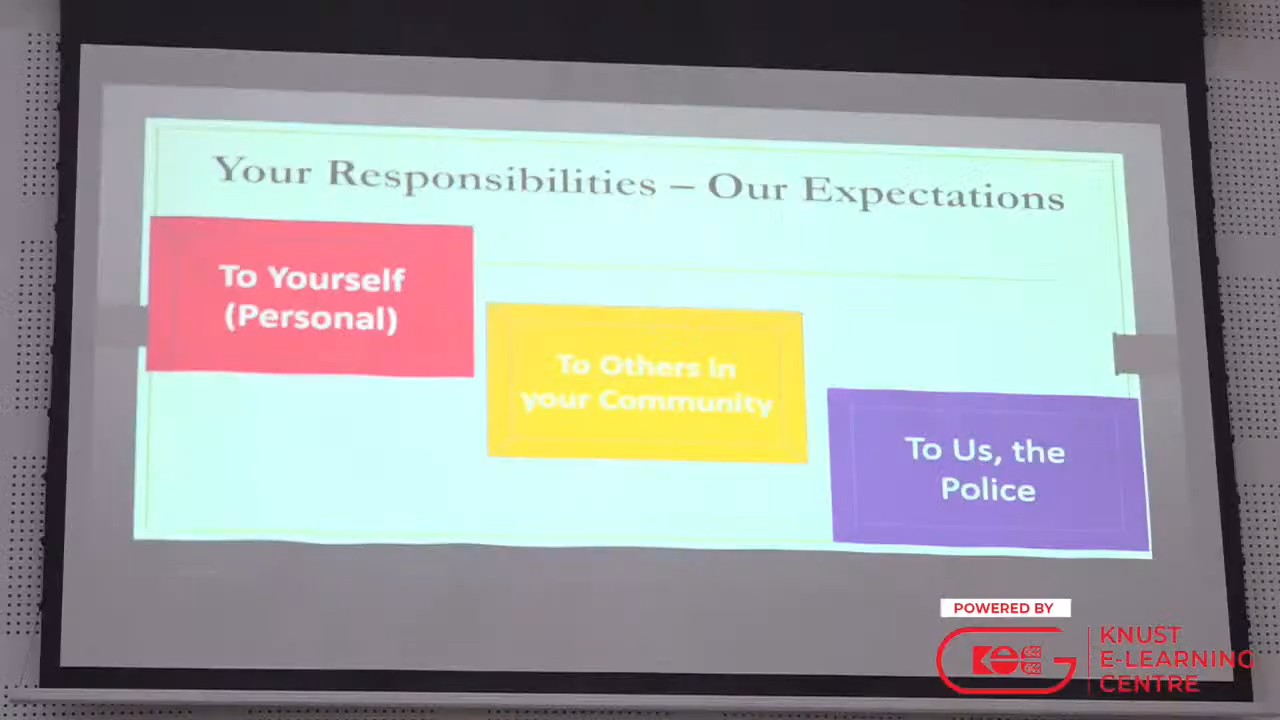 Your Responsibilities – Our Expectations
To Yourself
(Personal)
To Others in
your Community
To Us, the
Police
POWERED BY
KNUST
E-LEARNING
CENTRE